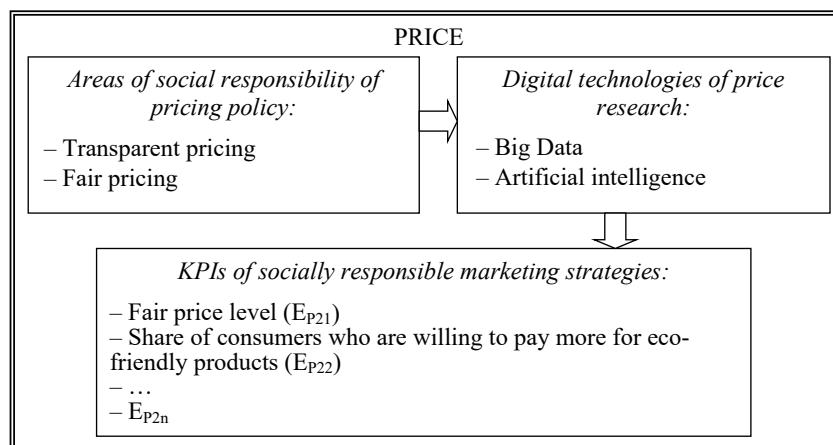 PRICE
Areas of social responsibility of
pricing policy:
– Transparent pricing
– Fair pricing
Digital technologies of price
research:
– Big Data
– Artificial intelligence
KPIs of socially responsible marketing strategies:
– Fair price level (EP21)
– Share of consumers who are willing to pay more for eco-
friendly products (EP22)
– …
– EP2n